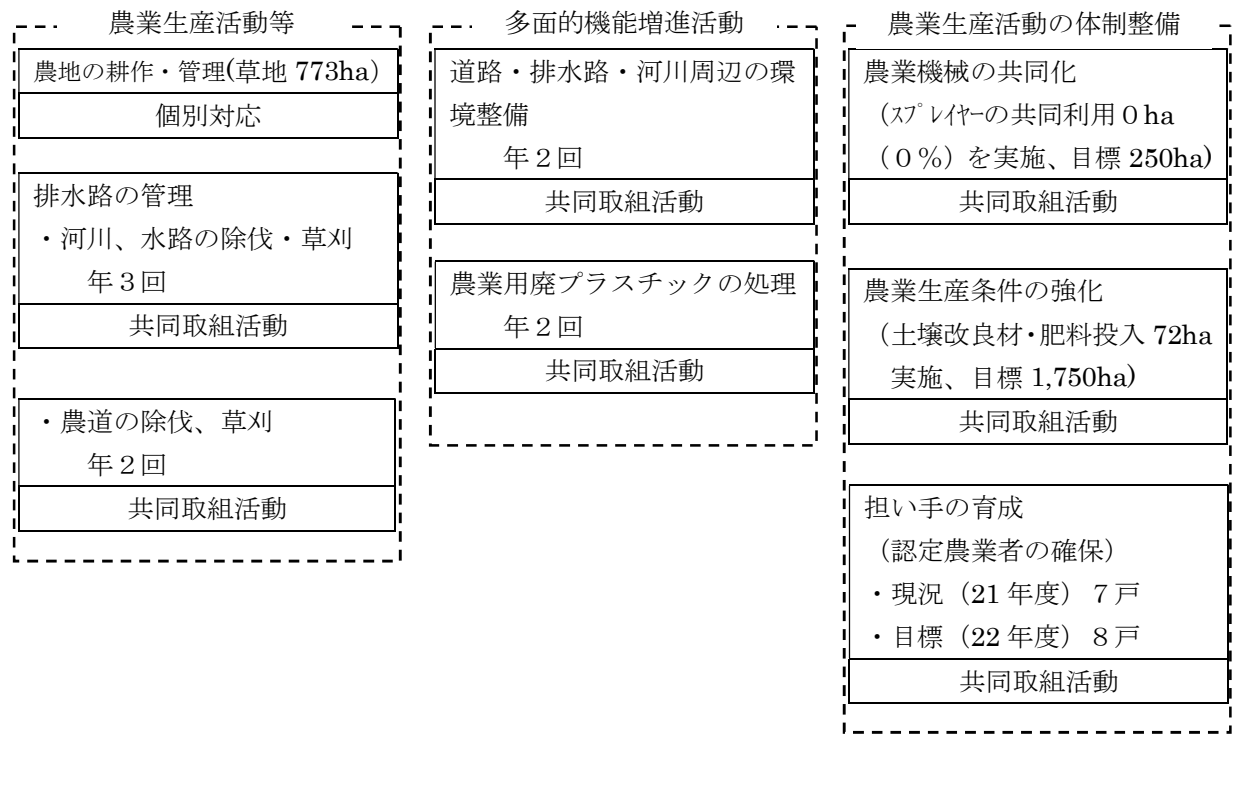 農業生産活動等
農地の耕作・管理(草地 773ha）
個別対応
排水路の管理
・河川、水路の除伐・草刈
年３回
共同取組活動
・農道の除伐、草刈
年２回
共同取組活動
多面的機能増進活動
道路・排水路・河川周辺の環
境整備
年２回
共同取組活動
農業用廃プラスチックの処理
年２回
共同取組活動
農業生産活動の体制整備
農業機械の共同化
（ｽﾌﾟﾚｲﾔｰの共同利用０ha
（０％）を実施、目標 250ha)
共同取組活動
農業生産条件の強化
（土壌改良材・肥料投入 72ha
実施、目標 1,750ha)
共同取組活動
担い手の育成
（認定農業者の確保）
・現況（21 年度） ７戸
・目標（22 年度） ８戸
共同取組活動